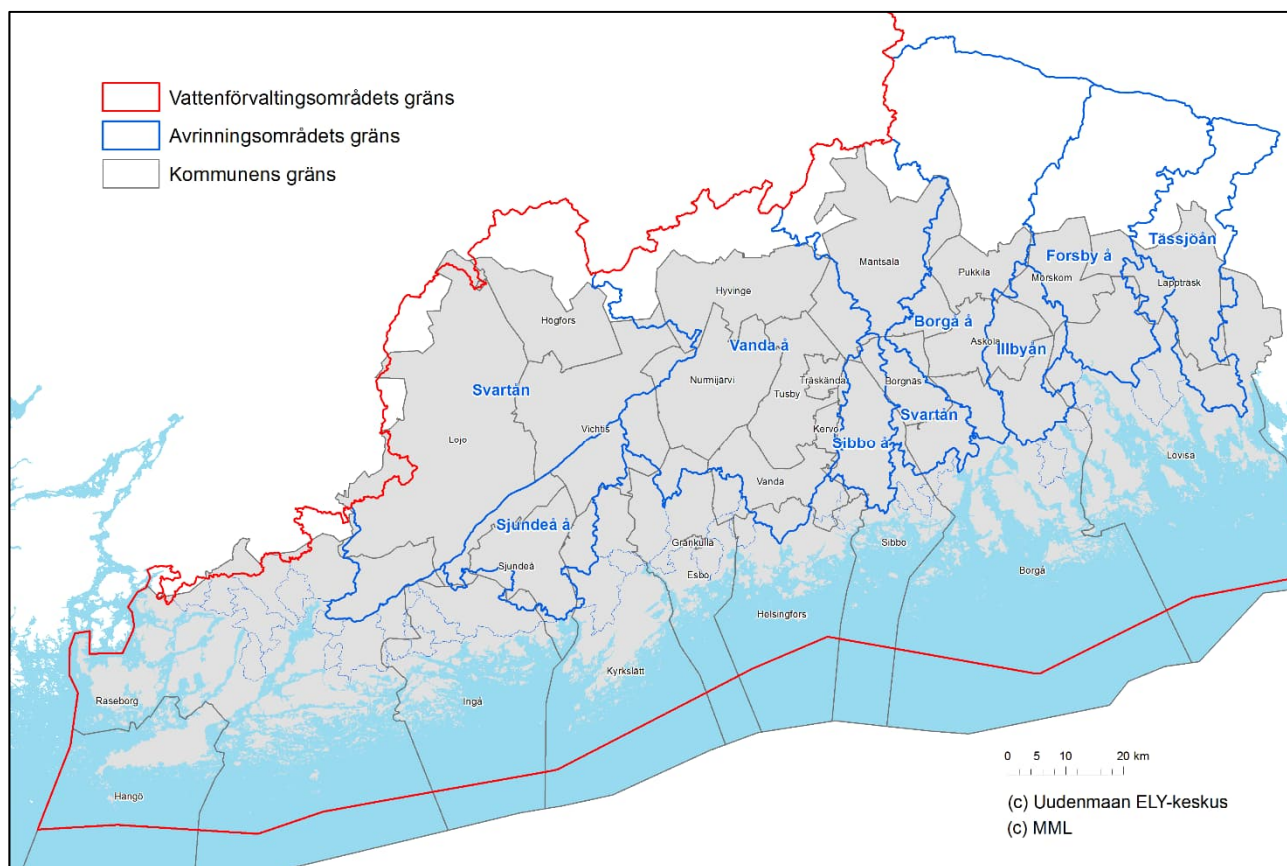 Vattenförvaltingsområdets gräns
Avrinningsområdets gräns
Kommunens gräns
Tässjöån
Forsby å
Mäntsälä
Pukkila
Mörskom
Lappträsk
Hyvinge
Högfors
Borgå å
Vanda å
Askola
Illbyån
Svartån
Nurmijärvi
Träskända
Borgnäs
Tusby
Svartån
Vichtis
Lojo
Kervo
Sibbo å
Lovisa
Vanda
Sjundeå å
Grankulla
Sibbo
Sjundeå
Esbo
Borgå
Helsingfors
Kyrkslätt
Raseborg
Ingå
Hangö
0 5 10 20 km
(c) Uudenmaan ELY-keskus
(c) MML